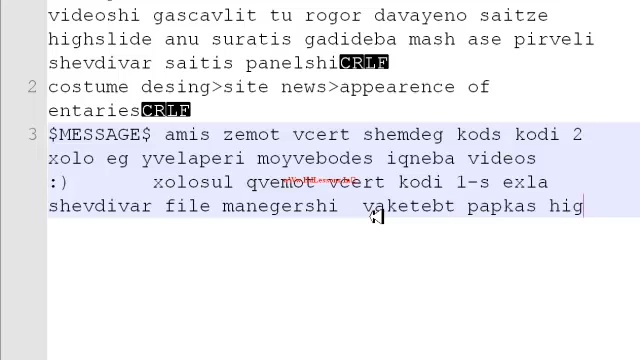 videoshi gascavlit tu rogor davayeno saitze
highslide anu suratis gadideba mash ase pirveli
shevdivar saitis panelshiCRLF
2 costume desing>site news>appearence of
entariesCRLF
3 $MESSAGE$ amis zemot vcert shemdeg kods kodi 2
xolo eg yvelaperi moyvebodes iqneba videos
:) xolosul qvemot vcert kodi 1-s exla
shevdivar file manegershi vaketebt papkas hig